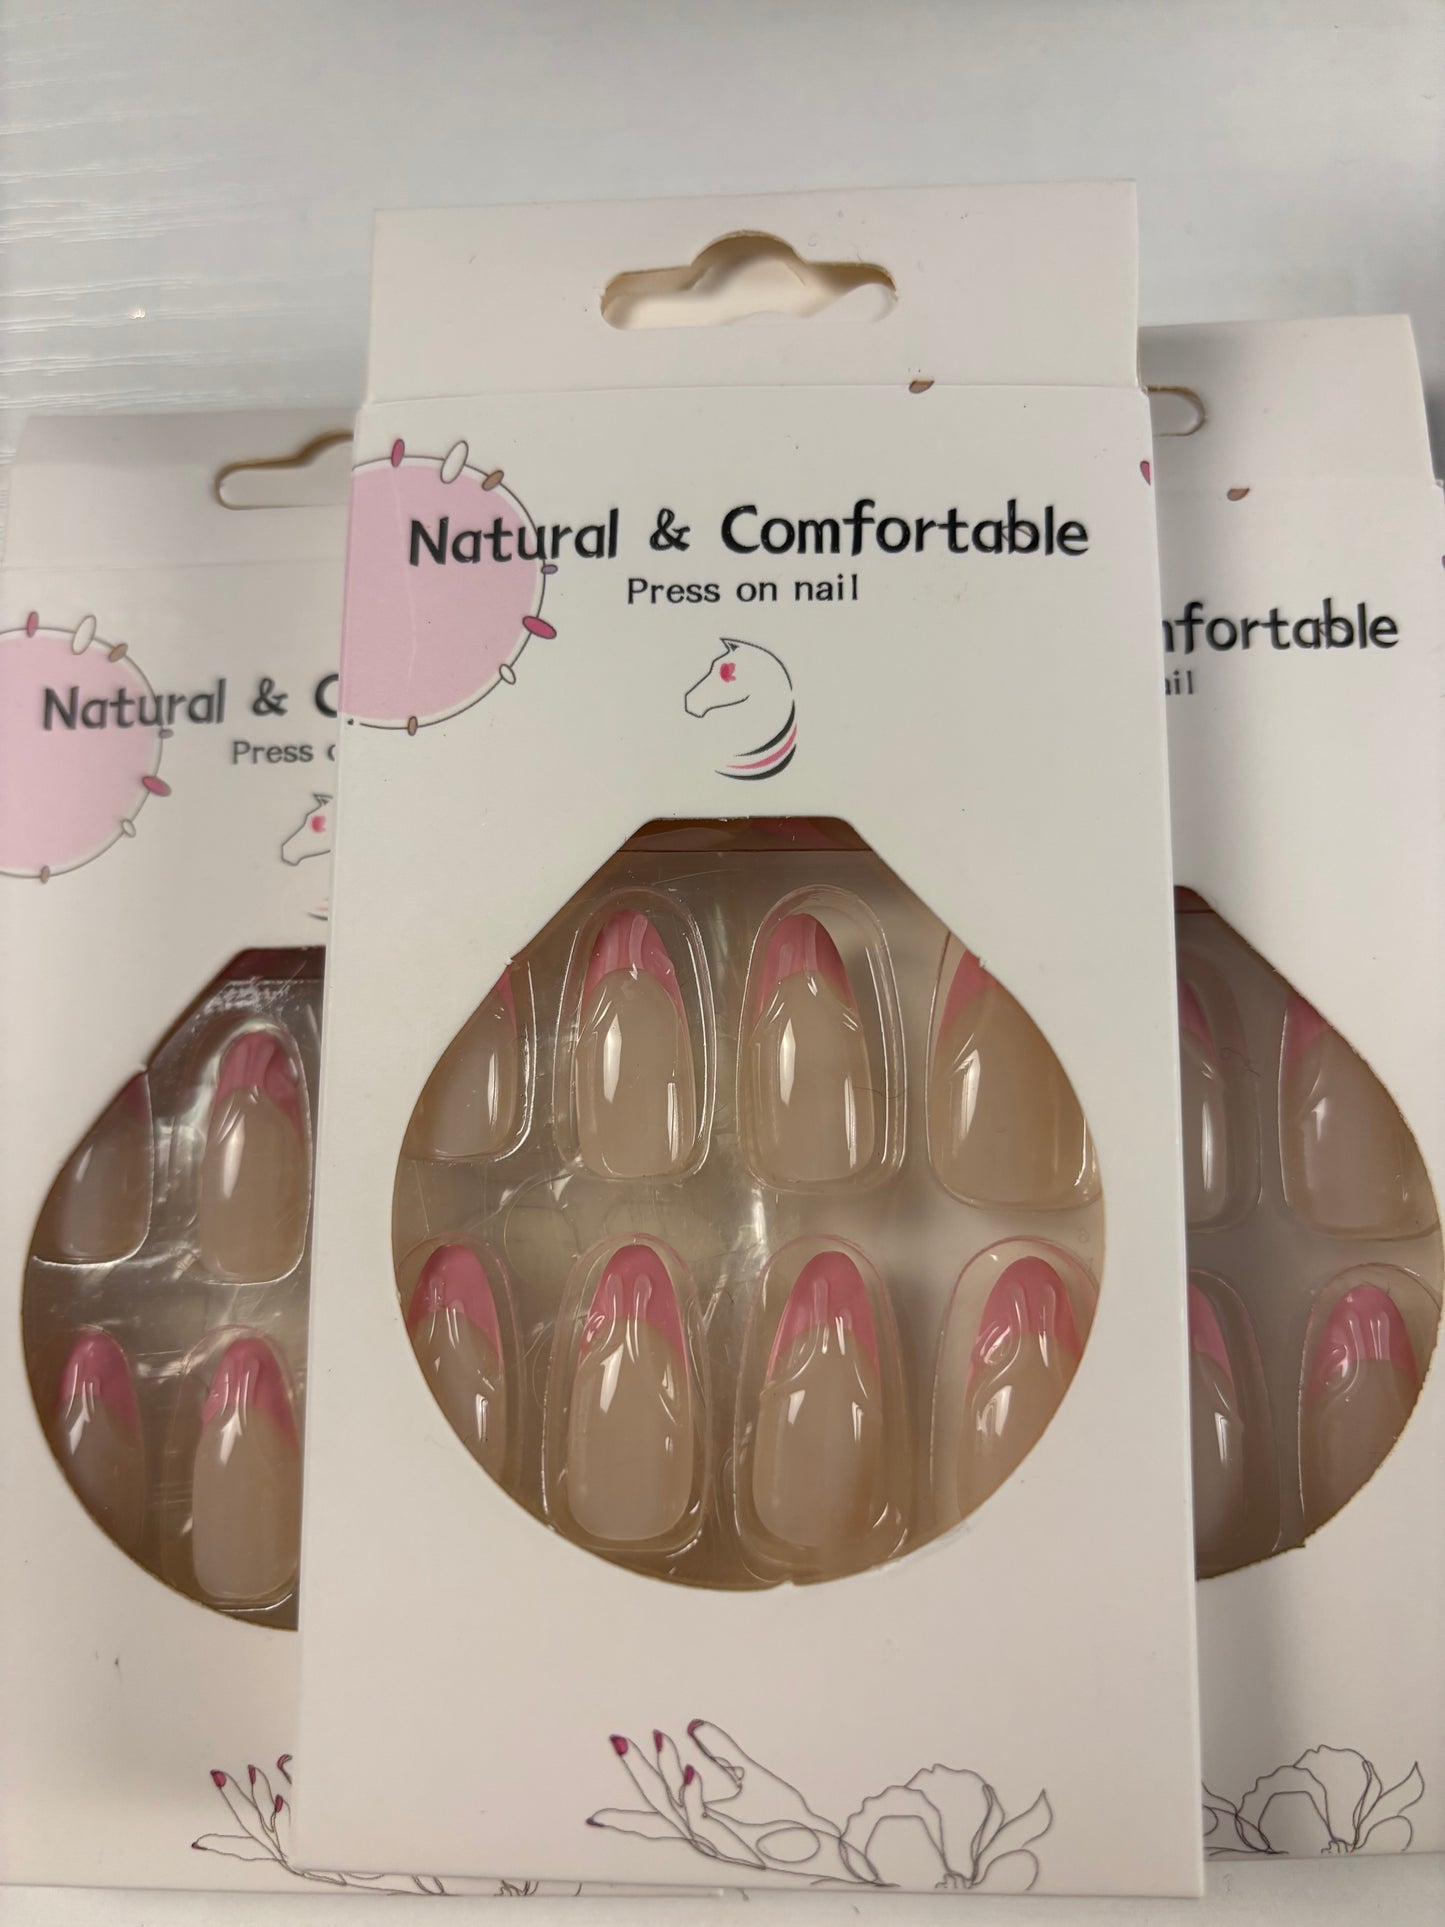 Natural & Comfortable
Press on nail
Natural & C
Press
nfortable
ail